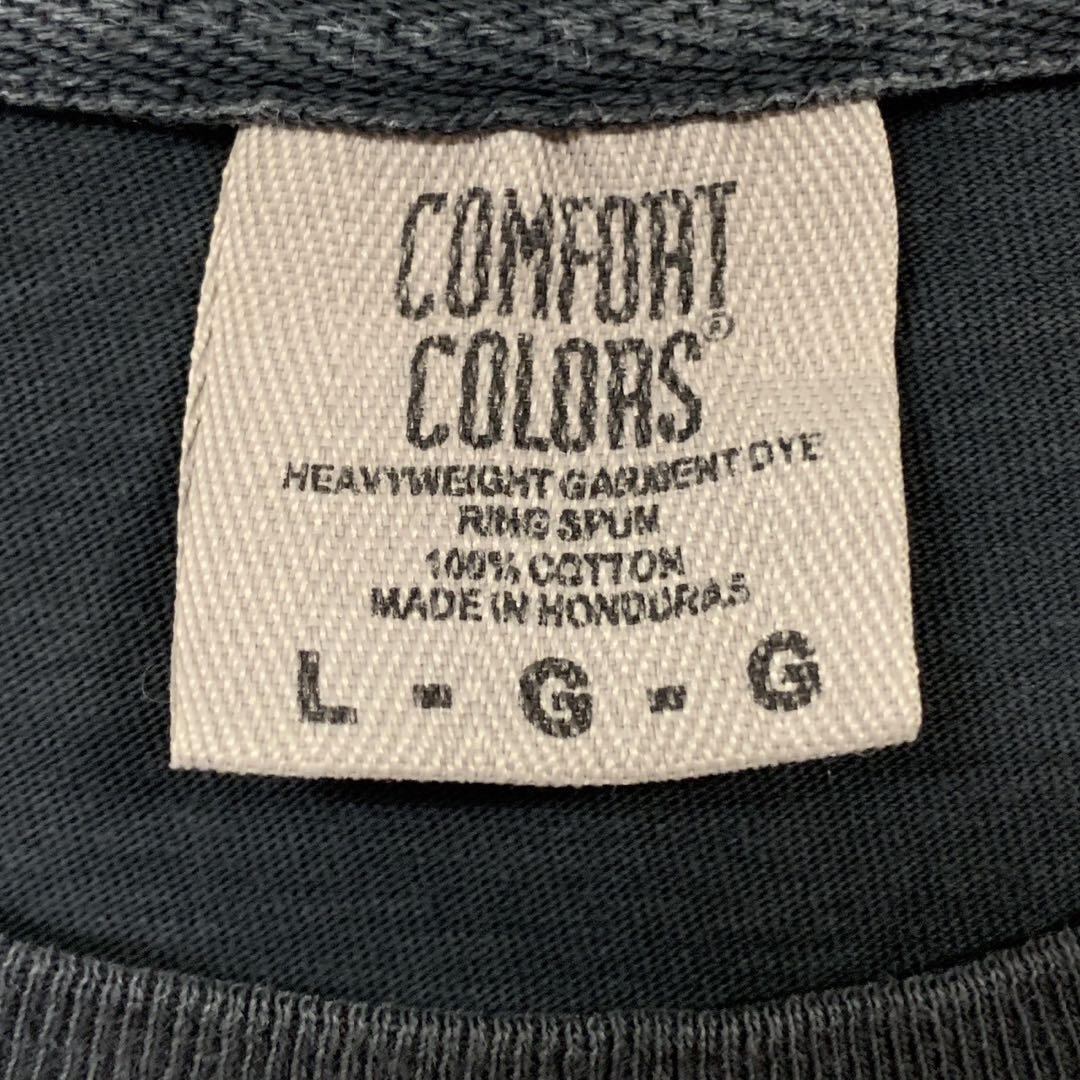 COMFORT
COLORS®
HEAVYWEIGHT GARMENT DYE
RING SPUN
100% COTTON
MADE IN HONDURAS
L - G - G